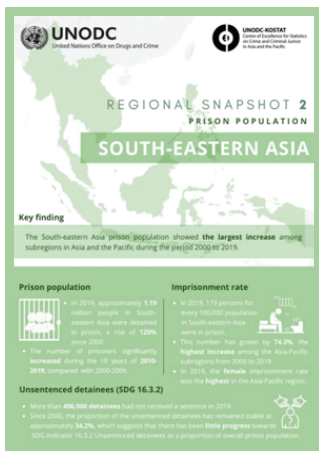 UNODC
United Nations Office on Drugs and Crime
UNODC-KOSTAT
Centre of Excellence for Statistics
on Crime and Criminal Justice
in Asia and the Pacific
REGIONAL SNAPSHOT 2
PRISON POPULATION
SOUTH-EASTERN ASIA
Key finding
The South-eastern Asia prison population showed the largest increase among
subregions in Asia and the Pacific during the period 2000 to 2019.
Prison population
• In 2019, approximately 1.19
million people in South-
eastern Asia were detained
in prison, a rise of 120%
since 2000.
• The number of prisoners significantly
increased during the 10 years of 2010-
2019, compared with 2000-2009.
Imprisonment rate
• In 2019, 179 persons for
every 100,000 population
in South-eastern Asia
were in prison.
• This number has grown by 74.3%, the
highest increase among the Asia-Pacific
subregions from 2000 to 2019.
• In 2019, the female imprisonment rate
was the highest in the Asia-Pacific region.
Unsentenced detainees (SDG 16.3.2)
• More than 406,000 detainees had not received a sentence in 2019.
• Since 2000, the proportion of the unsentenced detainees has remained stable at
approximately 34.2%, which suggests that there has been little progress towards
SDG indicator 16.3.2 Unsentenced detainees as a proportion of overall prison population.